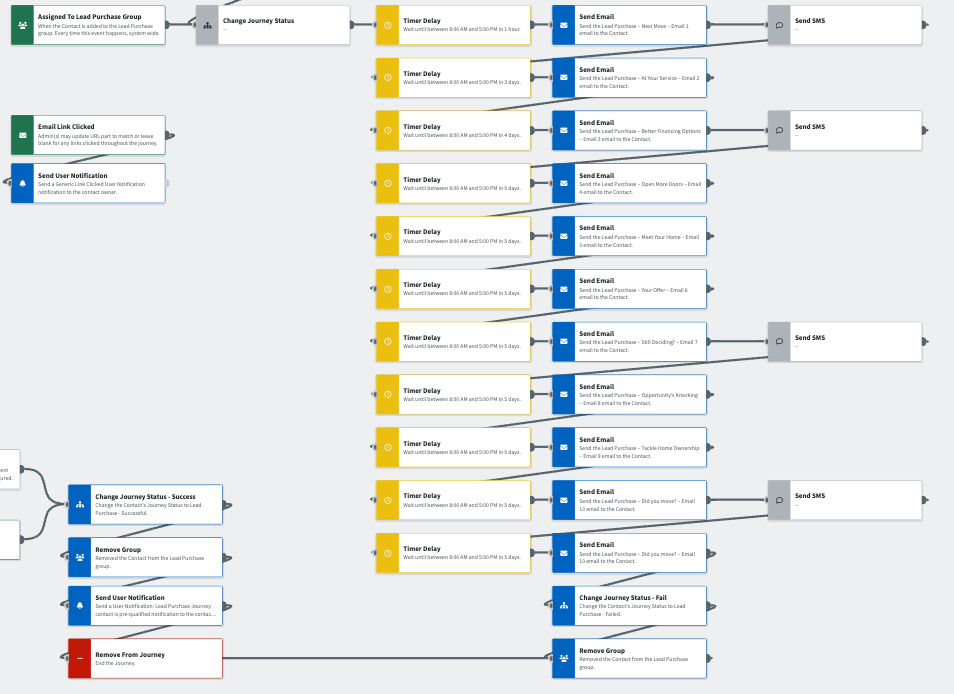 Assigned To Lead Purchase Group
When the Contact is added to the Lead Purchase
group. Every time this event happens, system wide
Change Journey Status
--
Timer Delay
Wait until between 8:00 AM and 5:00 PM in 1 hour.
Send Email
Send the Lead Purchase – Next Move – Email 1
email to the Contact.
Send SMS
--
Timer Delay
Wait until between 8:00 AM and 5:00 PM in 3 days.
Send Email
Send the Lead Purchase – At Your Service – Email 2
email to the Contact.
Email Link Clicked
Admin(s) may update URL part to match or leave
blank for any links clicked throughout the journey.
Timer Delay
Wait until between 8:00 AM and 5:00 PM in 4 days.
Send Email
Send the Lead Purchase – Better Financing Options
– Email 3 email to the Contact.
Send SMS
--
Send User Notification
Send a Generic Link Clicked User Notification
notification to the contact owner.
Timer Delay
Wait until between 8:00 AM and 5:00 PM in 5 days.
Send Email
Send the Lead Purchase – Open More Doors – Email
4 email to the Contact.
Timer Delay
Wait until between 8:00 AM and 5:00 PM in 5 days.
Send Email
Send the Lead Purchase – Meet Your Home – Email
5 email to the Contact.
Timer Delay
Wait until between 8:00 AM and 5:00 PM in 5 days.
Send Email
Send the Lead Purchase – Your Offer – Email 6
email to the Contact.
Timer Delay
Wait until between 8:00 AM and 5:00 PM in 5 days.
Send Email
Send the Lead Purchase – Still Deciding? – Email 7
email to the Contact.
Send SMS
--
Timer Delay
Wait until between 8:00 AM and 5:00 PM in 5 days.
Send Email
Send the Lead Purchase – Opportunity's Knocking
– Email 8 email to the Contact.
Timer Delay
Wait until between 8:00 AM and 5:00 PM in 5 days.
Send Email
Send the Lead Purchase – Tackle Home Ownership
– Email 9 email to the Contact.
ent
ured.
Change Journey Status - Success
Change the Contact's Journey Status to Lead
Purchase - Successful.
Timer Delay
Wait until between 8:00 AM and 5:00 PM in 5 days.
Send Email
Send the Lead Purchase – Did you move? – Email
10 email to the Contact.
Send SMS
--
Remove Group
Removed the Contact from the Lead Purchase
group.
Timer Delay
Wait until between 8:00 AM and 5:00 PM in 5 days.
Send Email
Send the Lead Purchase – Did you move? – Email
10 email to the Contact.
Send User Notification
Send a User Notification: Lead Purchase Journey
contact is pre-qualified notification to the contac...
Change Journey Status - Fail
Change the Contact's Journey Status to Lead
Purchase - Failed.
Remove From Journey
End the Journey.
Remove Group
Removed the Contact from the Lead Purchase
group.